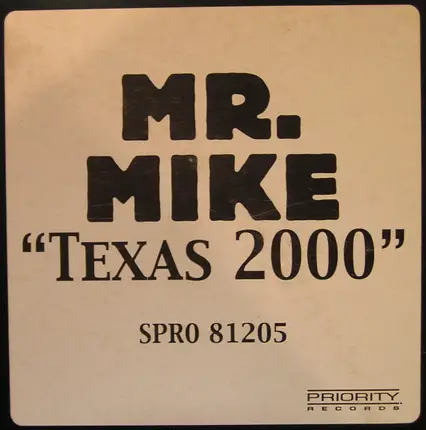 MR.
MIKE
“TEXAS 2000”
SPRO 81205
PRIORITY
RECORDS